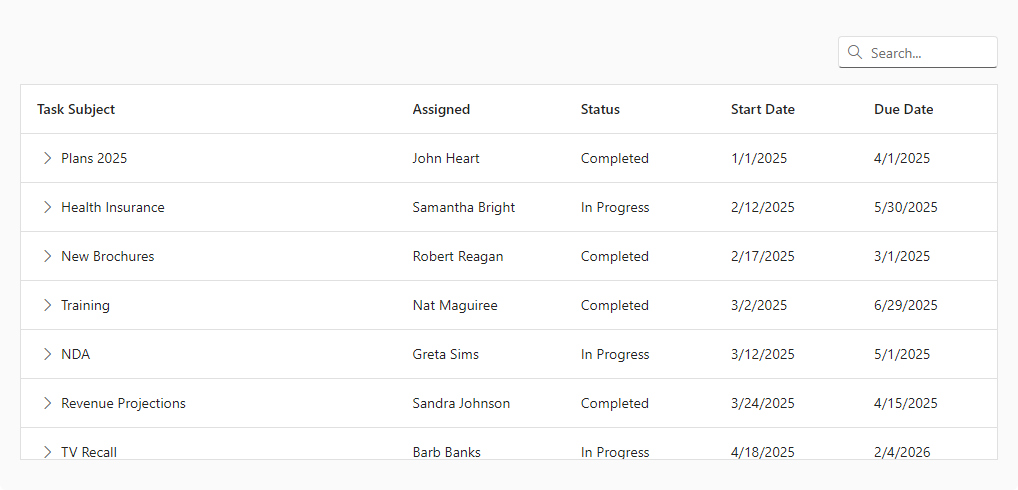 Search...
Task Subject Assigned Status Start Date Due Date
Plans 2025 John Heart Completed 1/1/2025 4/1/2025
Health Insurance Samantha Bright In Progress 2/12/2025 5/30/2025
New Brochures Robert Reagan Completed 2/17/2025 3/1/2025
Training Nat Maguiree Completed 3/2/2025 6/29/2025
NDA Greta Sims In Progress 3/12/2025 5/1/2025
Revenue Projections Sandra Johnson Completed 3/24/2025 4/15/2025
TV Recall Barb Banks In Progress 4/18/2025 2/4/2026